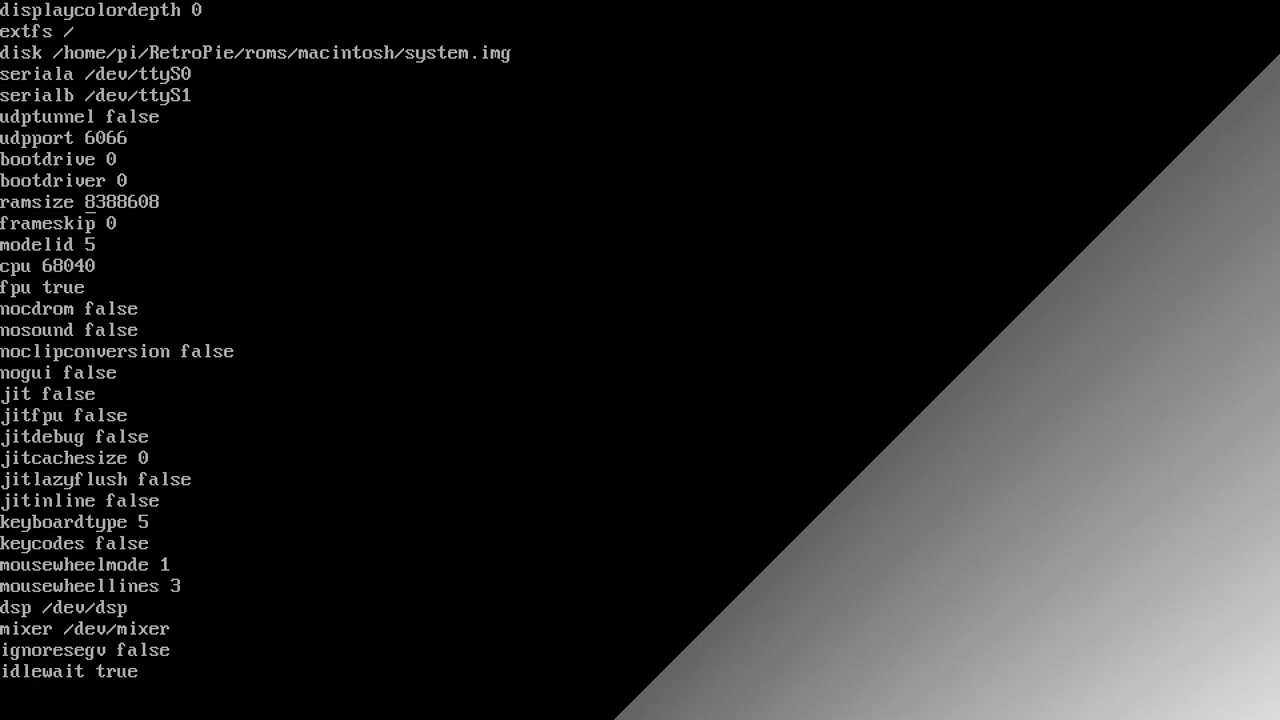 displaycolordepth 0
extfs /
disk /home/pi/RetroPie/roms/macintosh/system.img
seriala /dev/ttyS0
serialb /dev/ttyS1
udptunnel false
udpport 6066
bootdrive 0
bootdriver 0
ramsize 8388608
frameskip 0
modelid 5
cpu 68040
fpu true
nocdrom false
nosound false
noclipconversion false
nogui false
jit false
jitfpu false
jitdebug false
jitcachesize 0
jitlazyflush false
jitinline false
keyboardtype 5
keycodes false
mousewheelmode 1
mousewheellines 3
dsp /dev/dsp
mixer /dev/mixer
ignoresegv false
idlewait true